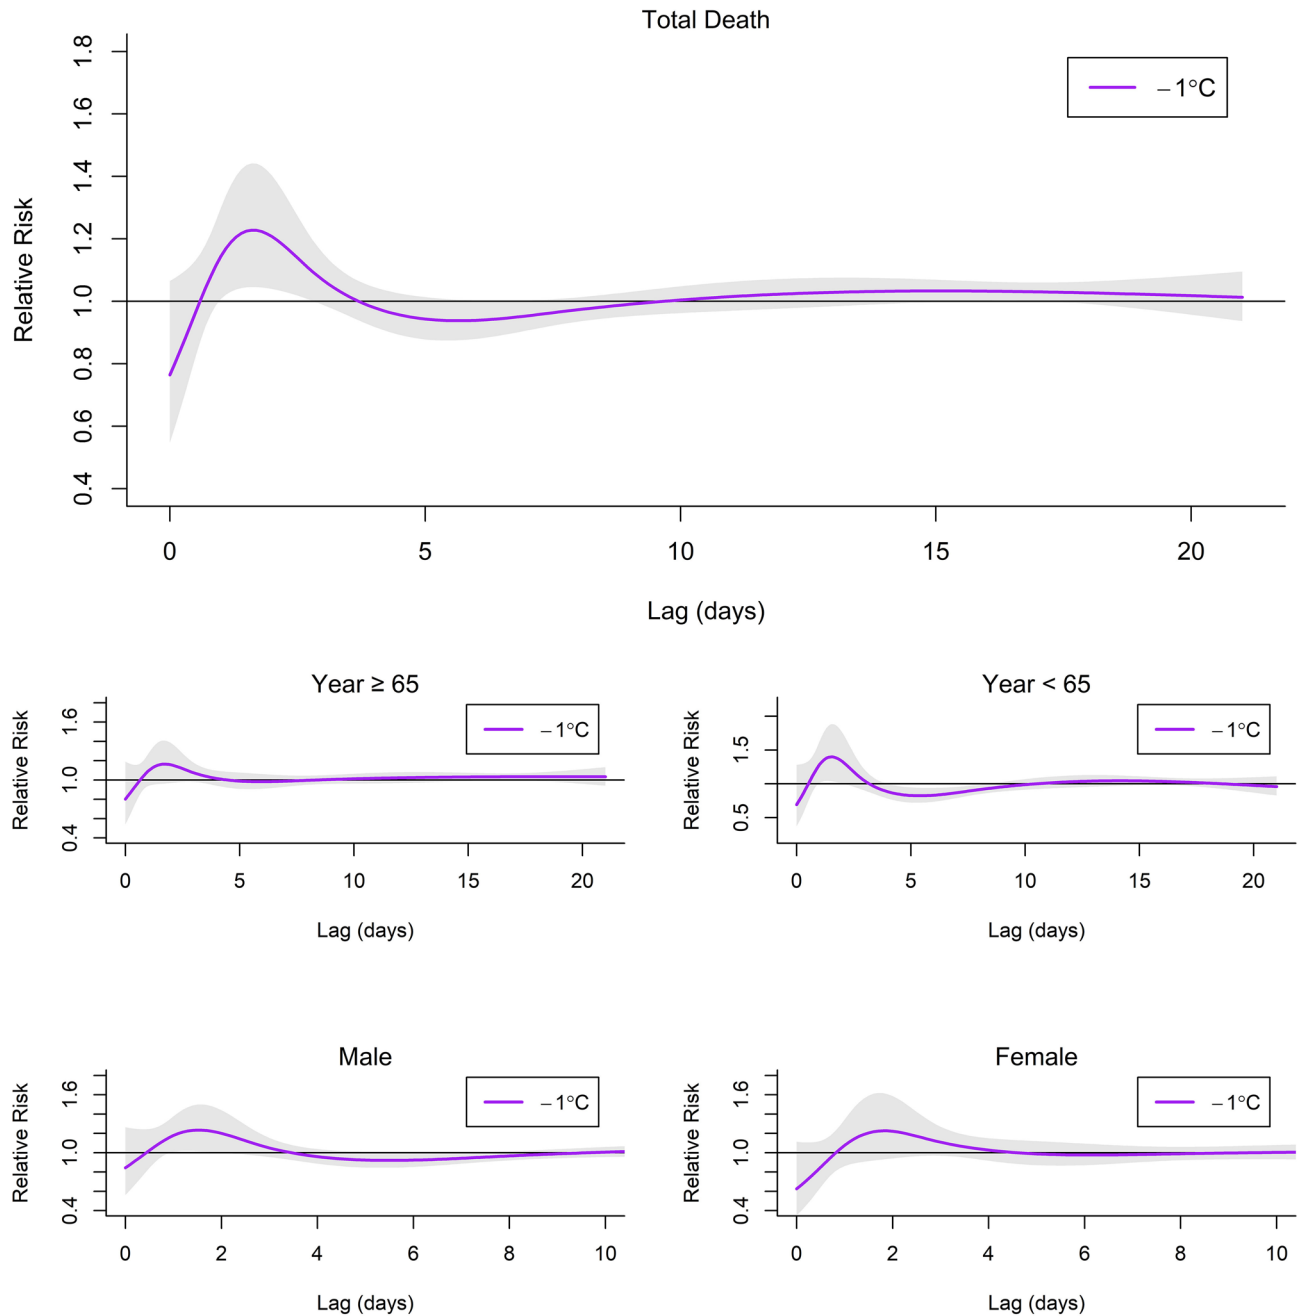 Total Death
−1°C
Relative Risk
0.4 0.6 0.8 1.0 1.2 1.4 1.6 1.8
0 5 10 15 20
Lag (days)
Year ≥ 65
−1°C
Relative Risk
0.4 1.0 1.6
0 5 10 15 20
Lag (days)
Year < 65
−1°C
Relative Risk
0.5 1.5
0 5 10 15 20
Lag (days)
Male
−1°C
Relative Risk
0.4 1.0 1.6
0 2 4 6 8 10
Lag (days)
Female
−1°C
Relative Risk
0.4 1.0 1.6
0 2 4 6 8 10
Lag (days)